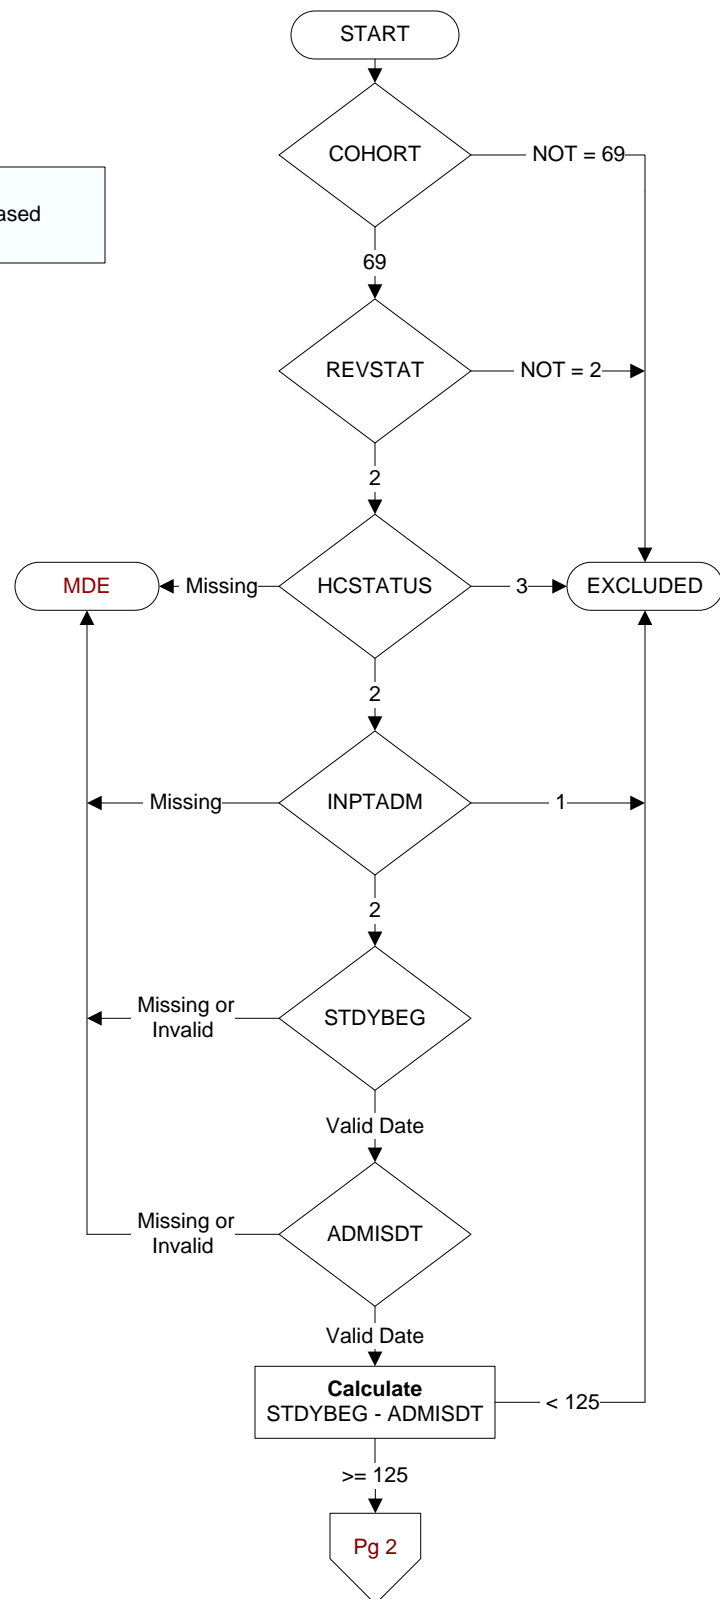 START
COHORT
NOT = 69
69
REVSTAT
NOT = 2
2
MDE
Missing
HCSTATUS
3
EXCLUDED
2
Missing
INPTADM
1
2
Missing or
Invalid
STDYBEG
Valid Date
Missing or
Invalid
ADMISDT
Valid Date
Calculate
STDYBEG - ADMISDT
< 125
>= 125
Pg 2